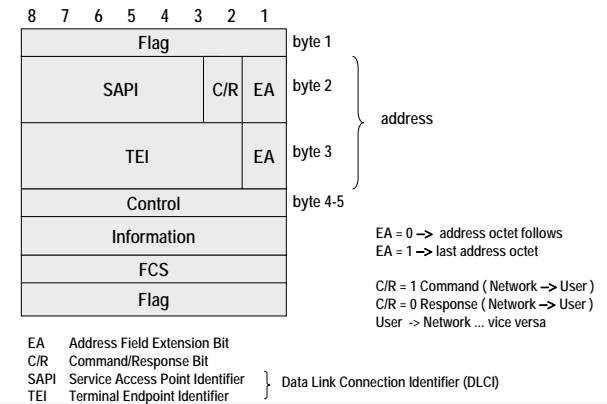 8 7 6 5 4 3 2 1
Flag byte 1
SAPI C/R EA byte 2
address
TEI EA byte 3
Control byte 4-5
Information
FCS
Flag
EA = 0 –> address octet follows
EA = 1 –> last address octet
C/R = 1 Command ( Network –> User )
C/R = 0 Response ( Network –> User )
User -> Network ... vice versa
EA Address Field Extension Bit
C/R Command/Response Bit
SAPI Service Access Point Identifier
TEI Terminal Endpoint Identifier
Data Link Connection Identifier (DLCI)